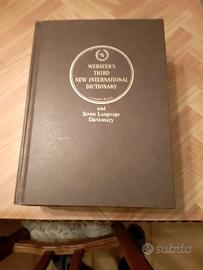 WEBSTER'S
THIRD
NEW INTERNATIONAL
DICTIONARY
and
Seven Language
Dictionary
subito